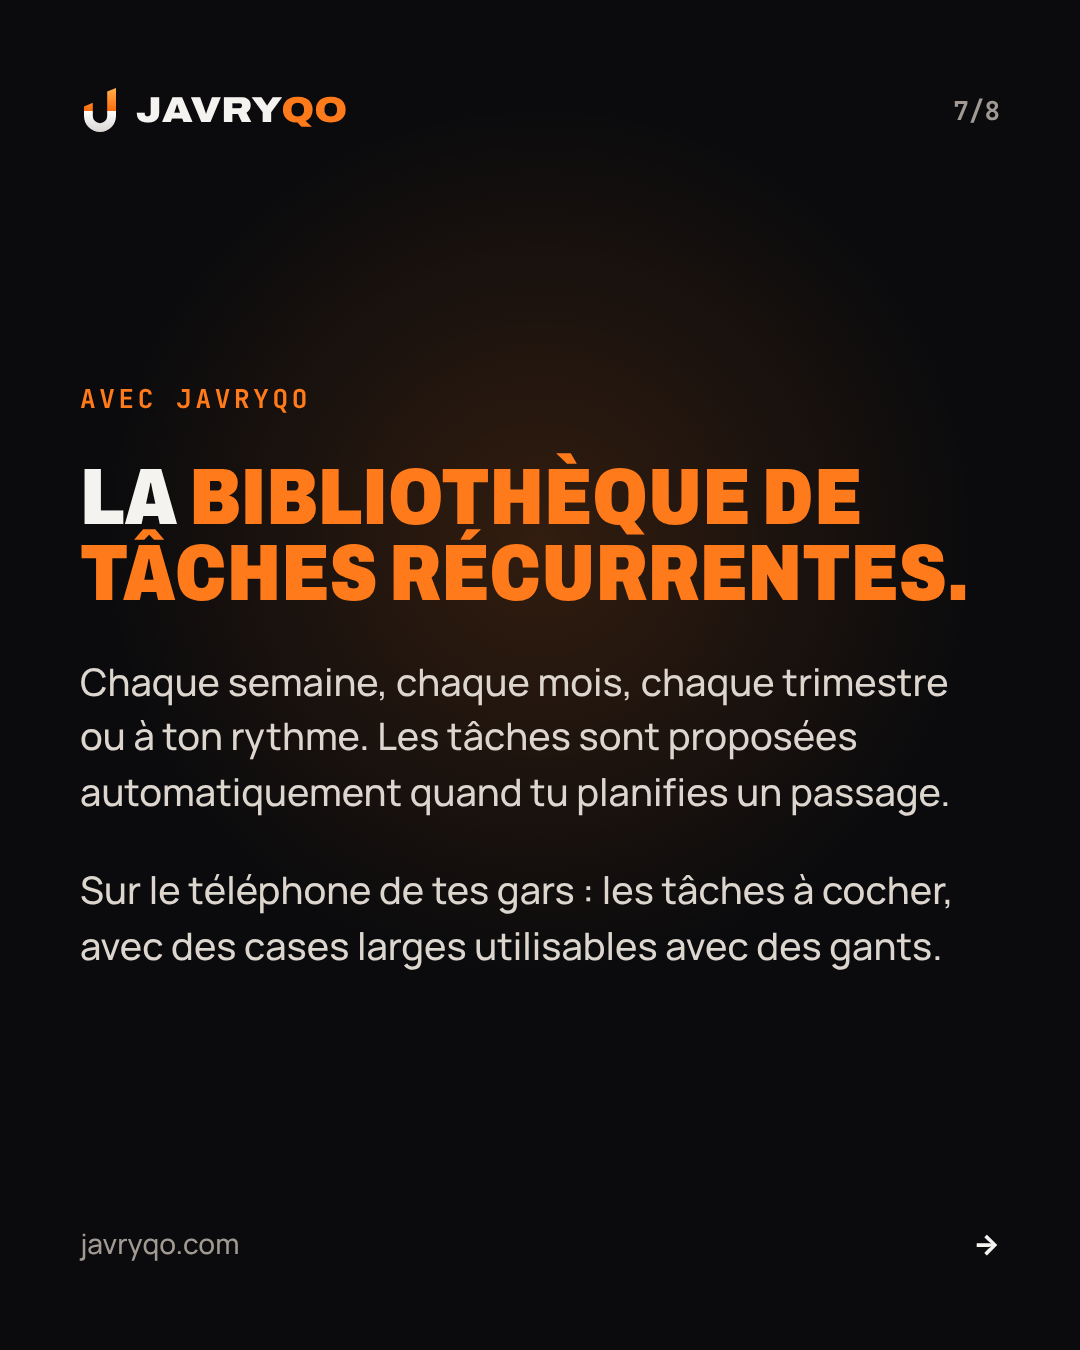 JAVRYQO
7/8
AVEC JAVRYQO
LA BIBLIOTHÈQUE DE
TÂCHES RÉCURRENTES.
Chaque semaine, chaque mois, chaque trimestre
ou à ton rythme. Les tâches sont proposées
automatiquement quand tu planifies un passage.
Sur le téléphone de tes gars : les tâches à cocher,
avec des cases larges utilisables avec des gants.
javryqo.com
→